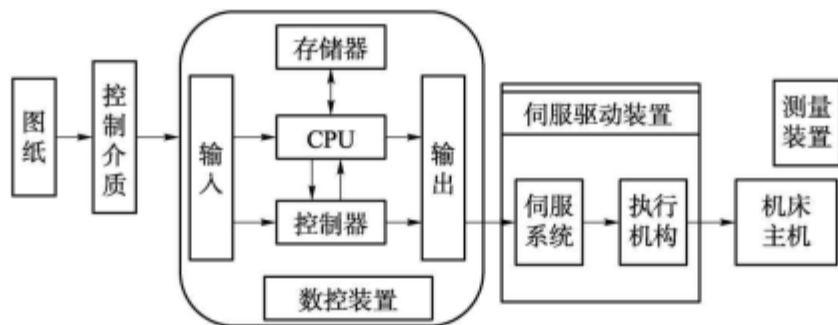 图纸
控制介质
输入
存储器
CPU
控制器
输出
数控装置
伺服驱动装置
伺服
系统
执行
机构
测量
装置
机床
主机